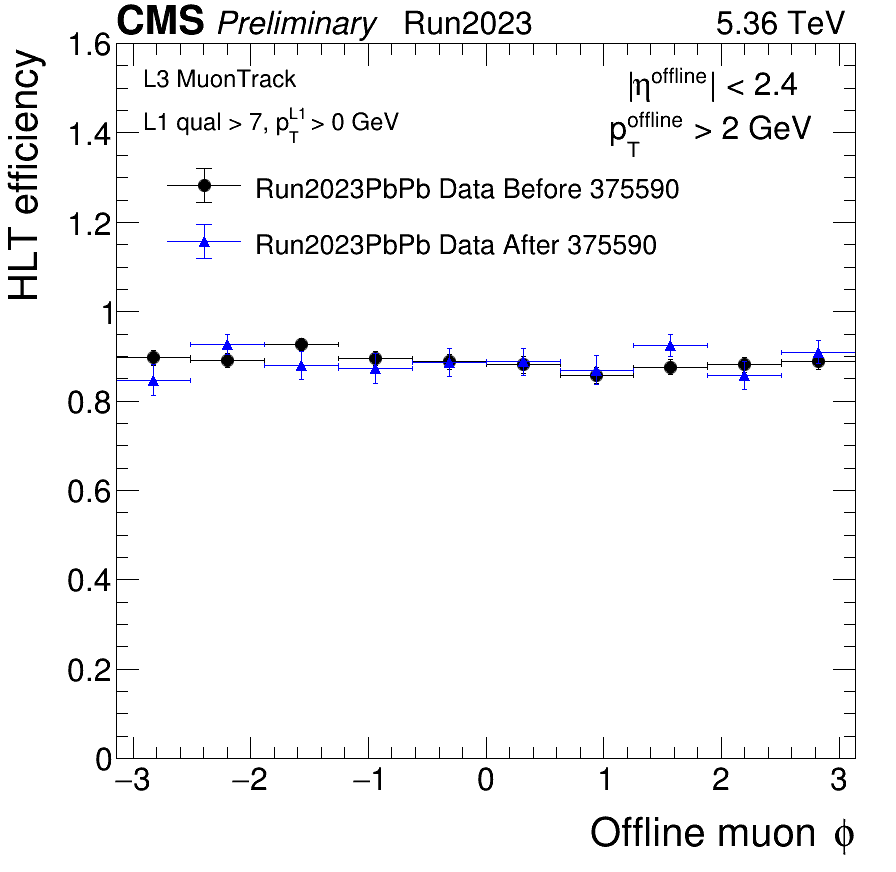 CMS Preliminary Run2023 5.36 TeV
L3 MuonTrack
|η^offline| < 2.4
L1 qual > 7, p_T^L1 > 0 GeV
p_T^offline > 2 GeV
Run2023PbPb Data Before 375590
Run2023PbPb Data After 375590
HLT efficiency
1.6
1.4
1.2
1
0.8
0.6
0.4
0.2
0
−3 −2 −1 0 1 2 3
Offline muon ϕ